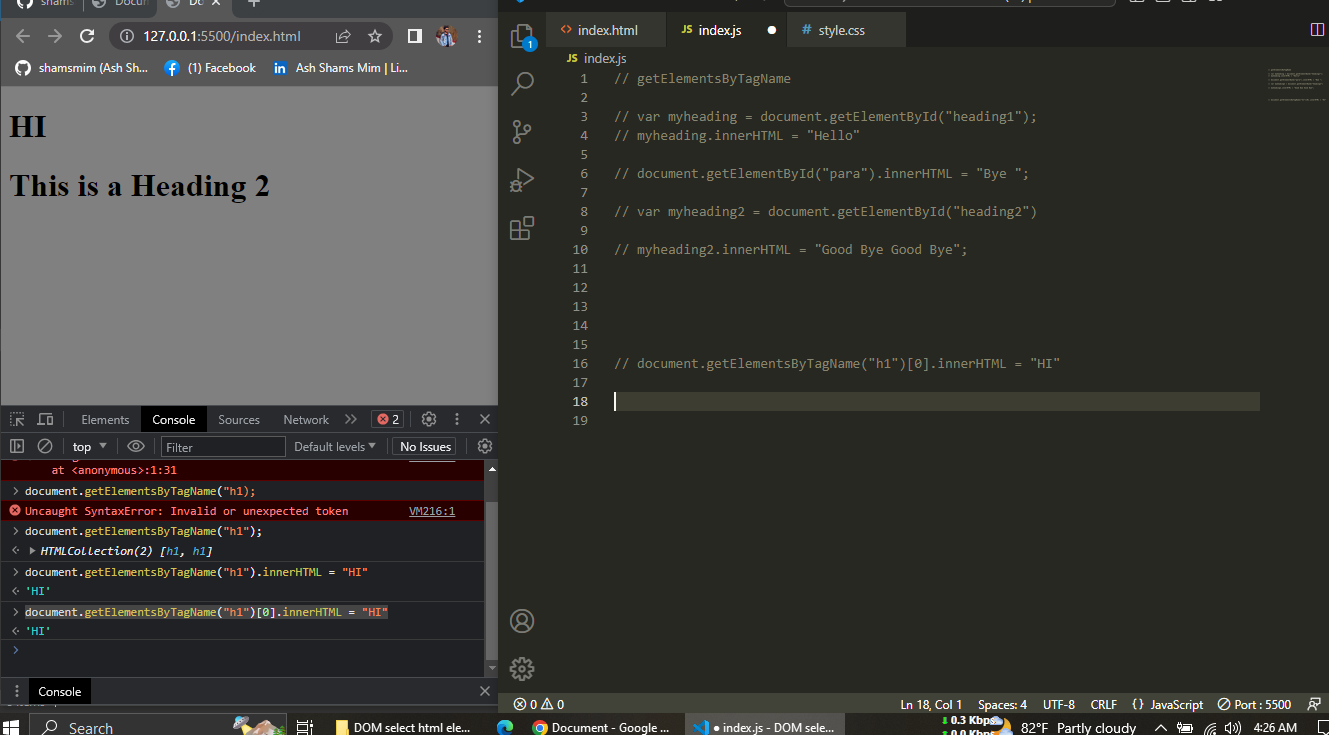 shams
Docum
Do
127.0.0.1:5500/index.html
shamsmim (Ash Sh...
(1) Facebook
Ash Shams Mim | Li...
HI
This is a Heading 2
Elements
Console
Sources
Network
2
top
Filter
Default levels
No Issues
at <anonymous>:1:31
document.getElementsByTagName("h1);
Uncaught SyntaxError: Invalid or unexpected token
VM216:1
document.getElementsByTagName("h1");
HTMLCollection(2) [h1, h1]
document.getElementsByTagName("h1").innerHTML = "HI"
'HI'
document.getElementsByTagName("h1")[0].innerHTML = "HI"
'HI'
Console
1
index.html
JS index.js
# style.css
JS index.js
1 // getElementsByTagName
2
3 // var myheading = document.getElementById("heading1");
4 // myheading.innerHTML = "Hello"
5
6 // document.getElementById("para").innerHTML = "Bye ";
7
8 // var myheading2 = document.getElementById("heading2")
9
10 // myheading2.innerHTML = "Good Bye Good Bye";
11
12
13
14
15
16 // document.getElementsByTagName("h1")[0].innerHTML = "HI"
17
18
19
0 0
Ln 18, Col 1
Spaces: 4
UTF-8
CRLF
{} JavaScript
Port : 5500
Search
DOM select html ele...
Document - Google ...
● index.js - DOM sele...
0.3 Kbps
0.0 Kbps
82°F Partly cloudy
4:26 AM